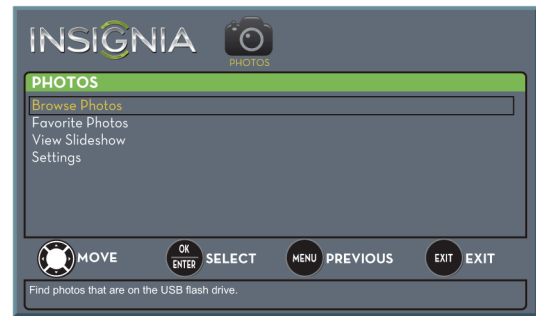 INSIGNIA
PHOTOS
PHOTOS
Browse Photos
Favorite Photos
View Slideshow
Settings
MOVE OK ENTER SELECT MENU PREVIOUS EXIT EXIT
Find photos that are on the USB flash drive.